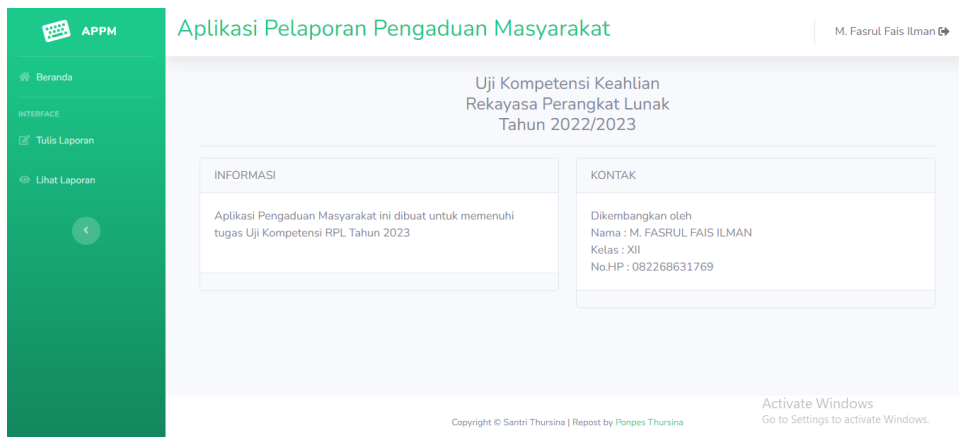 APPM
Aplikasi Pelaporan Pengaduan Masyarakat
M. Fasrul Fais Ilman
Beranda
INTERFACE
Tulis Laporan
Lihat Laporan
Uji Kompetensi Keahlian
Rekayasa Perangkat Lunak
Tahun 2022/2023
INFORMASI
Aplikasi Pengaduan Masyarakat ini dibuat untuk memenuhi
tugas Uji Kompetensi RPL Tahun 2023
KONTAK
Dikembangkan oleh
Nama : M. FASRUL FAIS ILMAN
Kelas : XII
No.HP : 082268631769
Activate Windows
Go to Settings to activate Windows.
Copyright © Santri Thursina | Repost by Ponpes Thursina